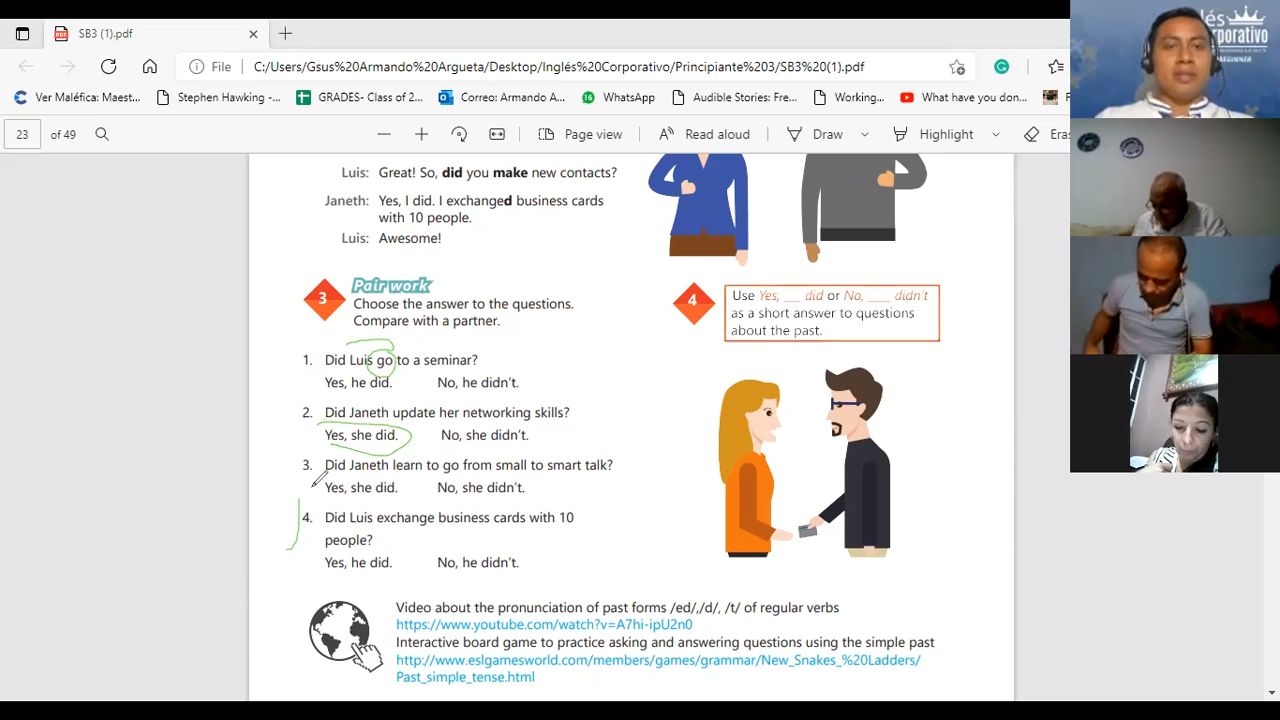 SB3 (1).pdf
File
C:/Users/Gsus%20Armando%20Argueta/Desktop/Inglés%20Corporativo/Principiante%203/SB3%20(1).pdf
Ver Maléfica: Maest...
Stephen Hawking -...
GRADES- Class of 2...
Correo: Armando A...
16
WhatsApp
Audible Stories: Fre...
Working...
What have you don...
23
of 49
Page view
Read aloud
Draw
Highlight
Eras
Luis: Great! So, did you make new contacts?
Janeth: Yes, I did. I exchanged business cards
with 10 people.
Luis: Awesome!
3
Pair work
Choose the answer to the questions.
Compare with a partner.
4
Use Yes, __ did or No, ___ didn't
as a short answer to questions
about the past.
1. Did Luis go to a seminar?
Yes, he did. No, he didn't.
2. Did Janeth update her networking skills?
Yes, she did. No, she didn't.
3. Did Janeth learn to go from small to smart talk?
Yes, she did. No, she didn't.
4. Did Luis exchange business cards with 10
people?
Yes, he did. No, he didn't.
Video about the pronunciation of past forms /ed/,/d/, /t/ of regular verbs
https://www.youtube.com/watch?v=A7hi-ipU2n0
Interactive board game to practice asking and answering questions using the simple past
http://www.eslgamesworld.com/members/games/grammar/New_Snakes_%20Ladders/
Past_simple_tense.html